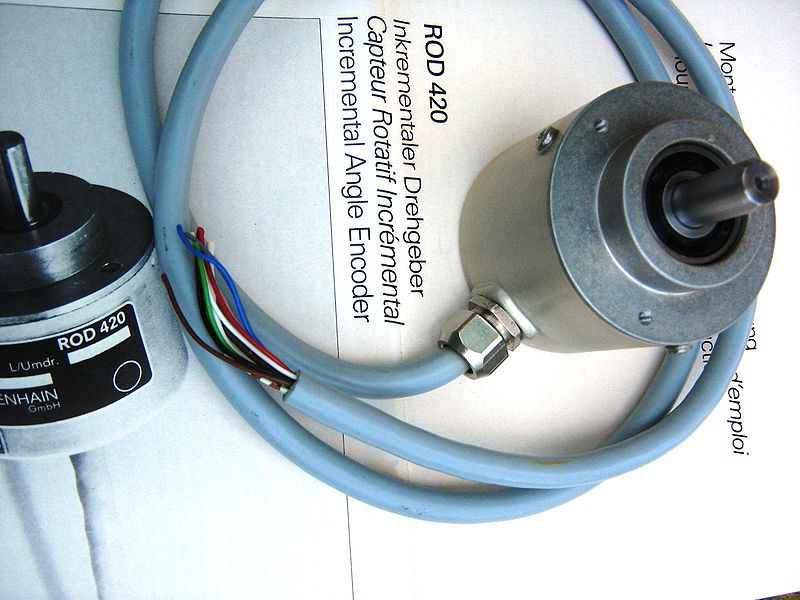 ROD 420
Inkrementaler Drehgeber
Capteur Rotatif Incrémental
Incremental Angle Encoder
d'emploi
ROD 420
L/Umdr.
ENHAIN
GmbH